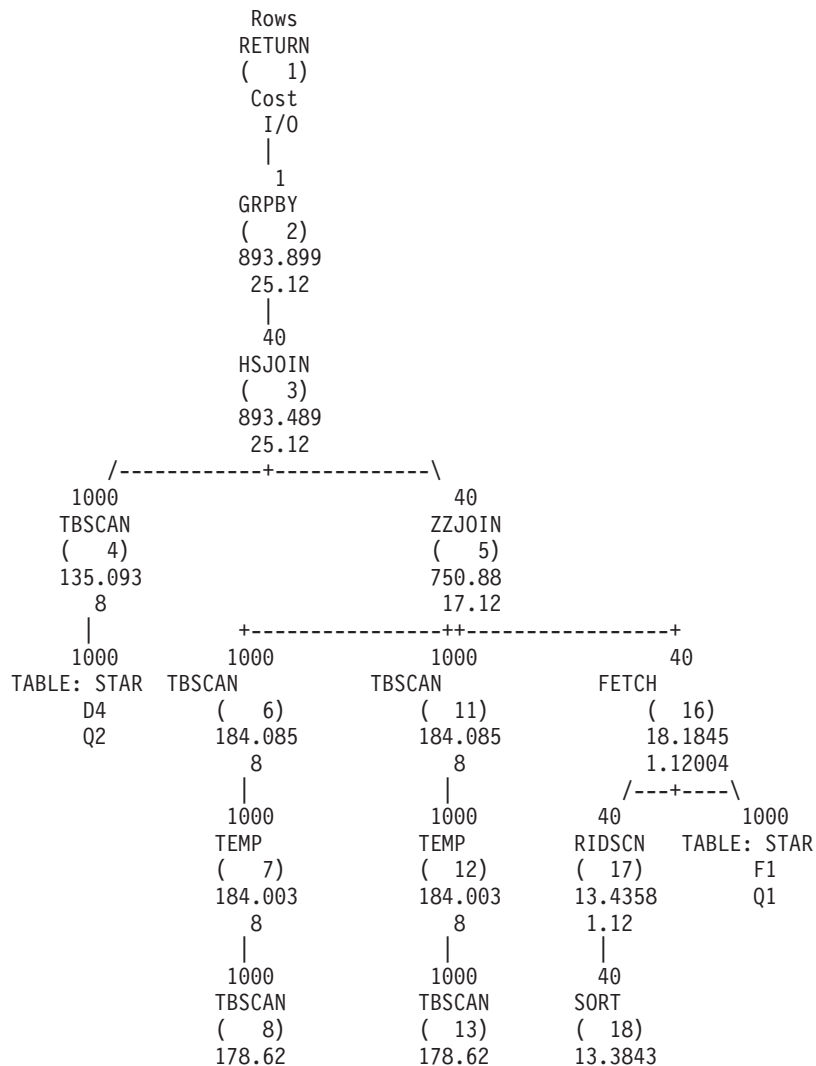 Rows
RETURN
( 1)
Cost
I/O
|
1
GRPBY
( 2)
893.899
25.12
|
40
HSJOIN
( 3)
893.489
25.12
/------------+-------------\
1000 40
TBSCAN ZZJOIN
( 4) ( 5)
135.093 750.88
8 17.12
| +----------------++-----------------+
1000 1000 1000 40
TABLE: STAR TBSCAN TBSCAN FETCH
D4 ( 6) ( 11) ( 16)
Q2 184.085 184.085 18.1845
8 8 1.12004
| | /---+----\
1000 1000 40 1000
TEMP TEMP RIDSCN TABLE: STAR
( 7) ( 12) ( 17) F1
184.003 184.003 13.4358 Q1
8 8 1.12
| | |
1000 1000 40
TBSCAN TBSCAN SORT
( 8) ( 13) ( 18)
178.62 178.62 13.3843